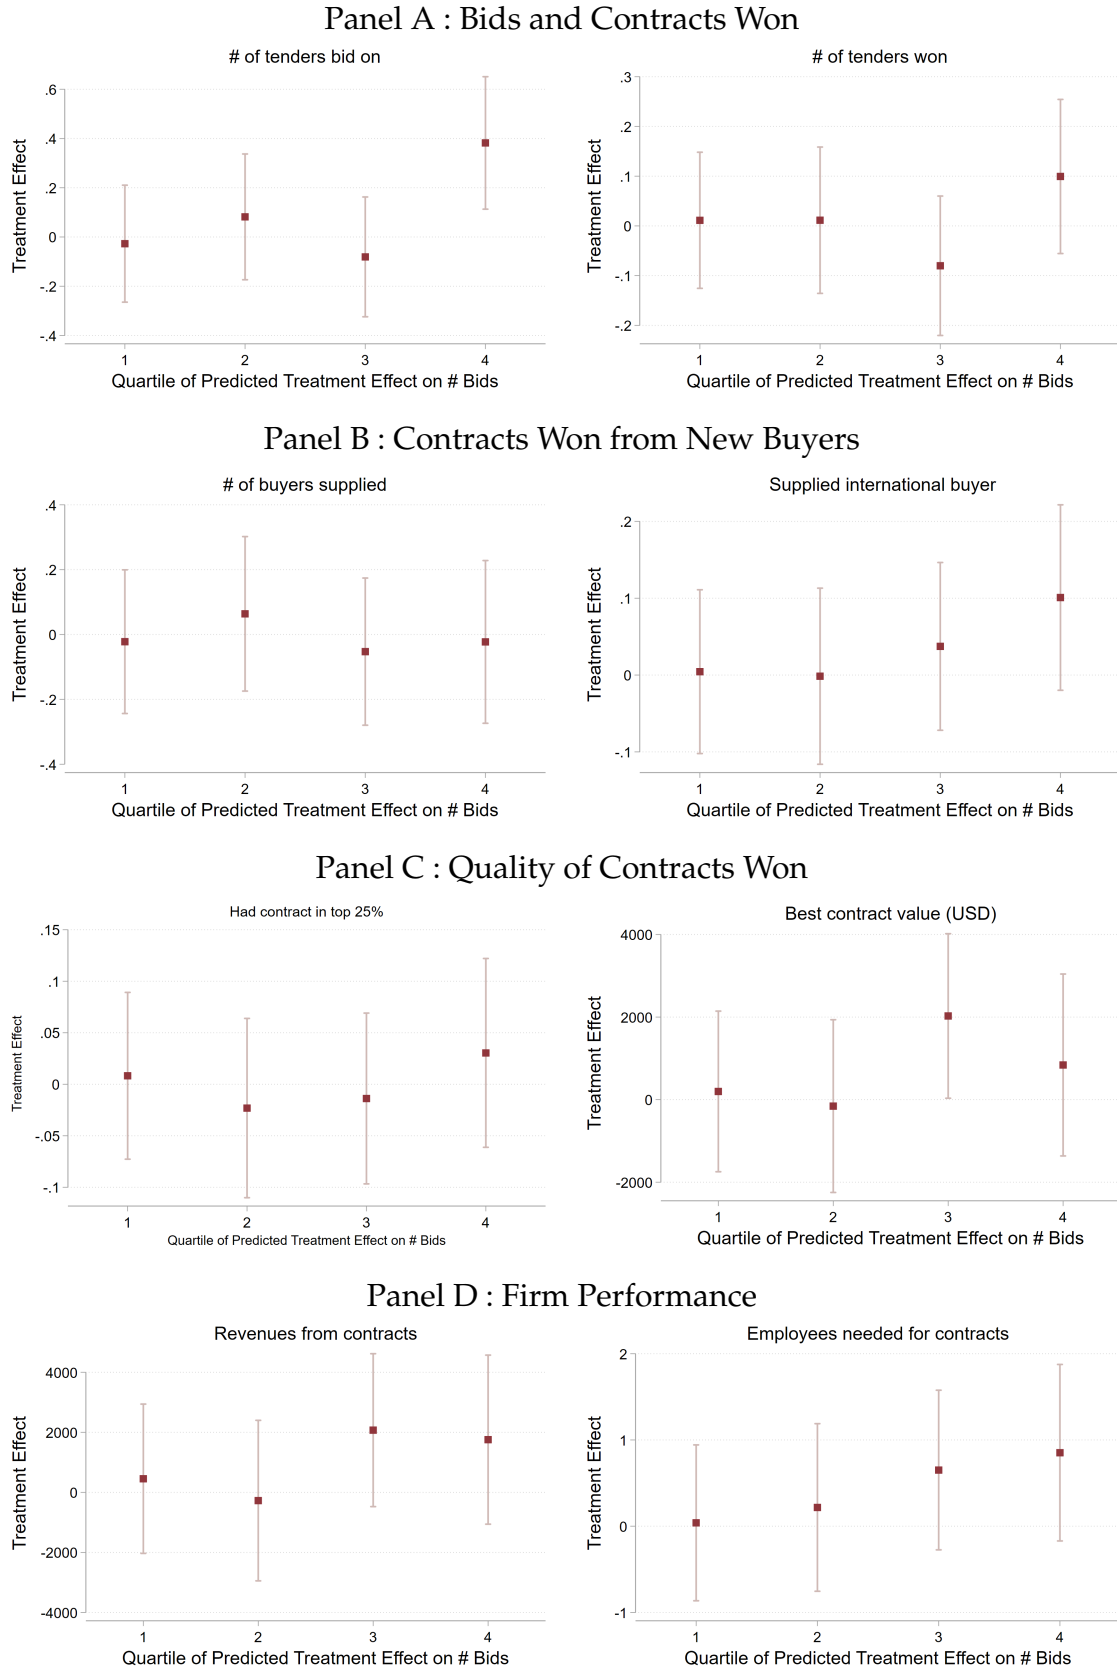 Panel A : Bids and Contracts Won
# of tenders bid on
Treatment Effect
.6
.4
.2
0
-.2
-.4
1 2 3 4
Quartile of Predicted Treatment Effect on # Bids
# of tenders won
Treatment Effect
.3
.2
.1
0
-.1
-.2
1 2 3 4
Quartile of Predicted Treatment Effect on # Bids
Panel B : Contracts Won from New Buyers
# of buyers supplied
Treatment Effect
.4
.2
0
-.2
-.4
1 2 3 4
Quartile of Predicted Treatment Effect on # Bids
Supplied international buyer
Treatment Effect
.2
.1
0
-.1
1 2 3 4
Quartile of Predicted Treatment Effect on # Bids
Panel C : Quality of Contracts Won
Had contract in top 25%
Treatment Effect
.15
.1
.05
0
-.05
-.1
1 2 3 4
Quartile of Predicted Treatment Effect on # Bids
Best contract value (USD)
Treatment Effect
4000
2000
0
-2000
1 2 3 4
Quartile of Predicted Treatment Effect on # Bids
Panel D : Firm Performance
Revenues from contracts
Treatment Effect
4000
2000
0
-2000
-4000
1 2 3 4
Quartile of Predicted Treatment Effect on # Bids
Employees needed for contracts
Treatment Effect
2
1
0
-1
1 2 3 4
Quartile of Predicted Treatment Effect on # Bids